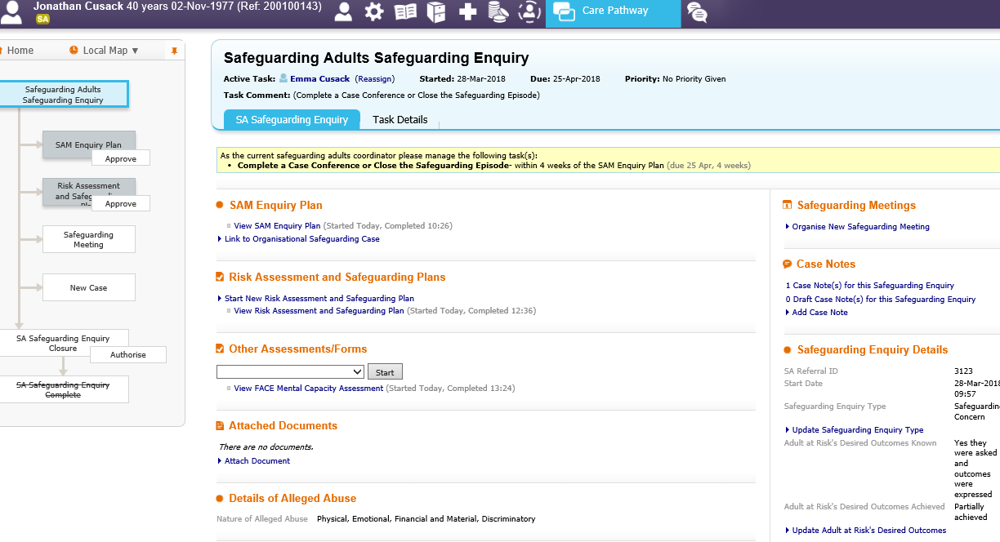 Jonathan Cusack 40 years 02-Nov-1977 (Ref: 200100143)
SA
Care Pathway
Home
Local Map ▼
Safeguarding Adults
Safeguarding Enquiry
SAM Enquiry Plan
Approve
Risk Assessment
and
Approve
Safeguarding
Meeting
New Case
SA Safeguarding Enquiry
Closure
Authorise
SA Safeguarding Enquiry
Complete
Safeguarding Adults Safeguarding Enquiry
Active Task: Emma Cusack (Reassign) Started: 28-Mar-2018 Due: 25-Apr-2018 Priority: No Priority Given
Task Comment: (Complete a Case Conference or Close the Safeguarding Episode)
SA Safeguarding Enquiry
Task Details
As the current safeguarding adults coordinator please manage the following task(s):
• Complete a Case Conference or Close the Safeguarding Episode- within 4 weeks of the SAM Enquiry Plan (due 25 Apr, 4 weeks)
SAM Enquiry Plan
View SAM Enquiry Plan (Started Today, Completed 10:26)
Link to Organisational Safeguarding Case
Risk Assessment and Safeguarding Plans
Start New Risk Assessment and Safeguarding Plan
View Risk Assessment and Safeguarding Plan (Started Today, Completed 12:36)
Other Assessments/Forms
Start
View FACE Mental Capacity Assessment (Started Today, Completed 13:24)
Attached Documents
There are no documents.
Attach Document
Details of Alleged Abuse
Nature of Alleged Abuse Physical, Emotional, Financial and Material, Discriminatory
Safeguarding Meetings
Organise New Safeguarding Meeting
Case Notes
1 Case Note(s) for this Safeguarding Enquiry
0 Draft Case Note(s) for this Safeguarding Enquiry
Add Case Note
Safeguarding Enquiry Details
SA Referral ID 3123
Start Date 28-Mar-2018
09:57
Safeguarding Enquiry Type Safeguarding
Concern
Update Safeguarding Enquiry Type
Adult at Risk's Desired Outcomes Known Yes they
were asked
and
outcomes
were
expressed
Adult at Risk's Desired Outcomes Achieved Partially
achieved
Update Adult at Risk's Desired Outcomes